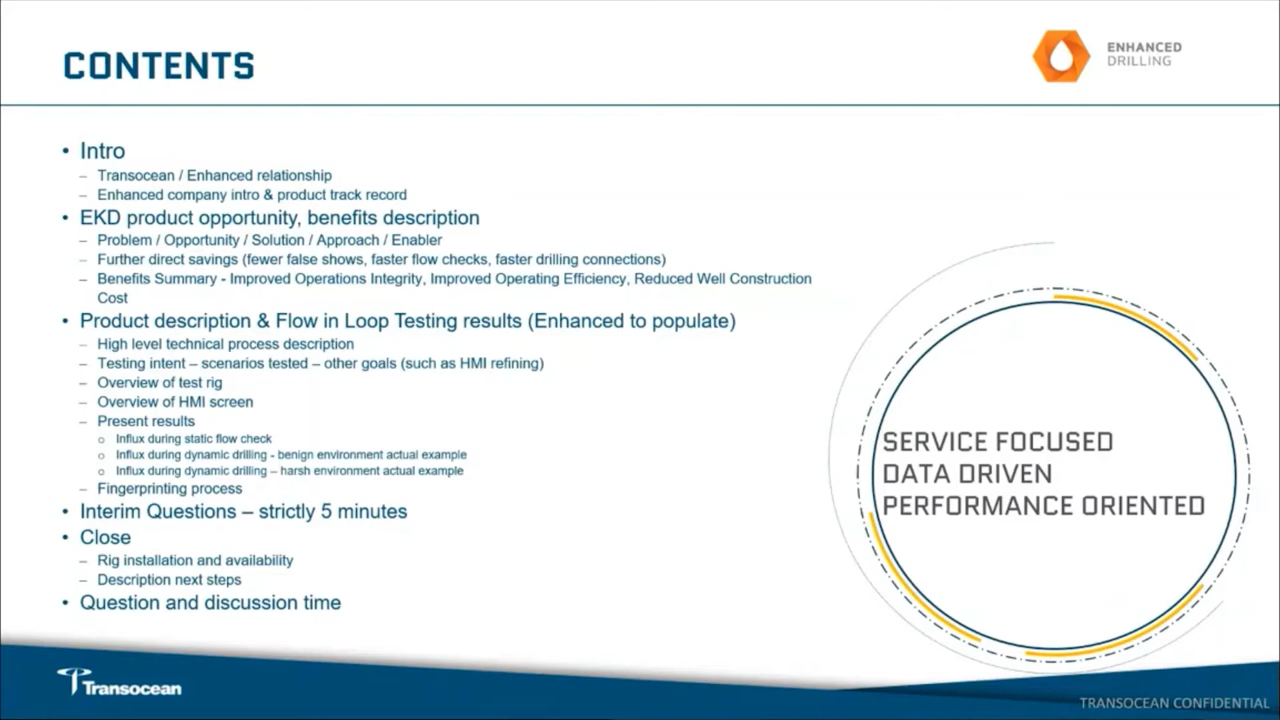 CONTENTS
ENHANCED
DRILLING
• Intro
– Transocean / Enhanced relationship
– Enhanced company intro & product track record
• EKD product opportunity, benefits description
– Problem / Opportunity / Solution / Approach / Enabler
– Further direct savings (fewer false shows, faster flow checks, faster drilling connections)
– Benefits Summary - Improved Operations Integrity, Improved Operating Efficiency, Reduced Well Construction
Cost
• Product description & Flow in Loop Testing results (Enhanced to populate)
– High level technical process description
– Testing intent – scenarios tested – other goals (such as HMI refining)
– Overview of test rig
– Overview of HMI screen
– Present results
o Influx during static flow check
o Influx during dynamic drilling - benign environment actual example
o Influx during dynamic drilling – harsh environment actual example
– Fingerprinting process
• Interim Questions – strictly 5 minutes
• Close
– Rig installation and availability
– Description next steps
• Question and discussion time
SERVICE FOCUSED
DATA DRIVEN
PERFORMANCE ORIENTED
Transocean
TRANSOCEAN CONFIDENTIAL